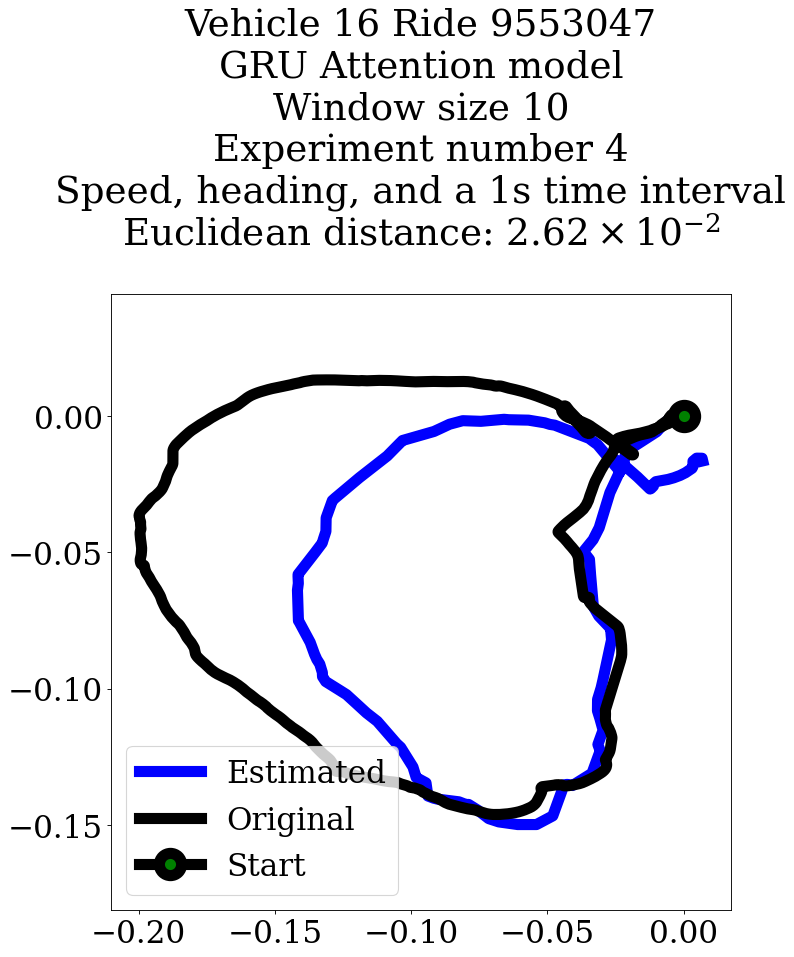 Vehicle 16 Ride 9553047
GRU Attention model
Window size 10
Experiment number 4
Speed, heading, and a 1s time interval
Euclidean distance: 2.62 × 10⁻²
0.00
−0.05
−0.10
−0.15
Estimated
Original
Start
−0.20 −0.15 −0.10 −0.05 0.00